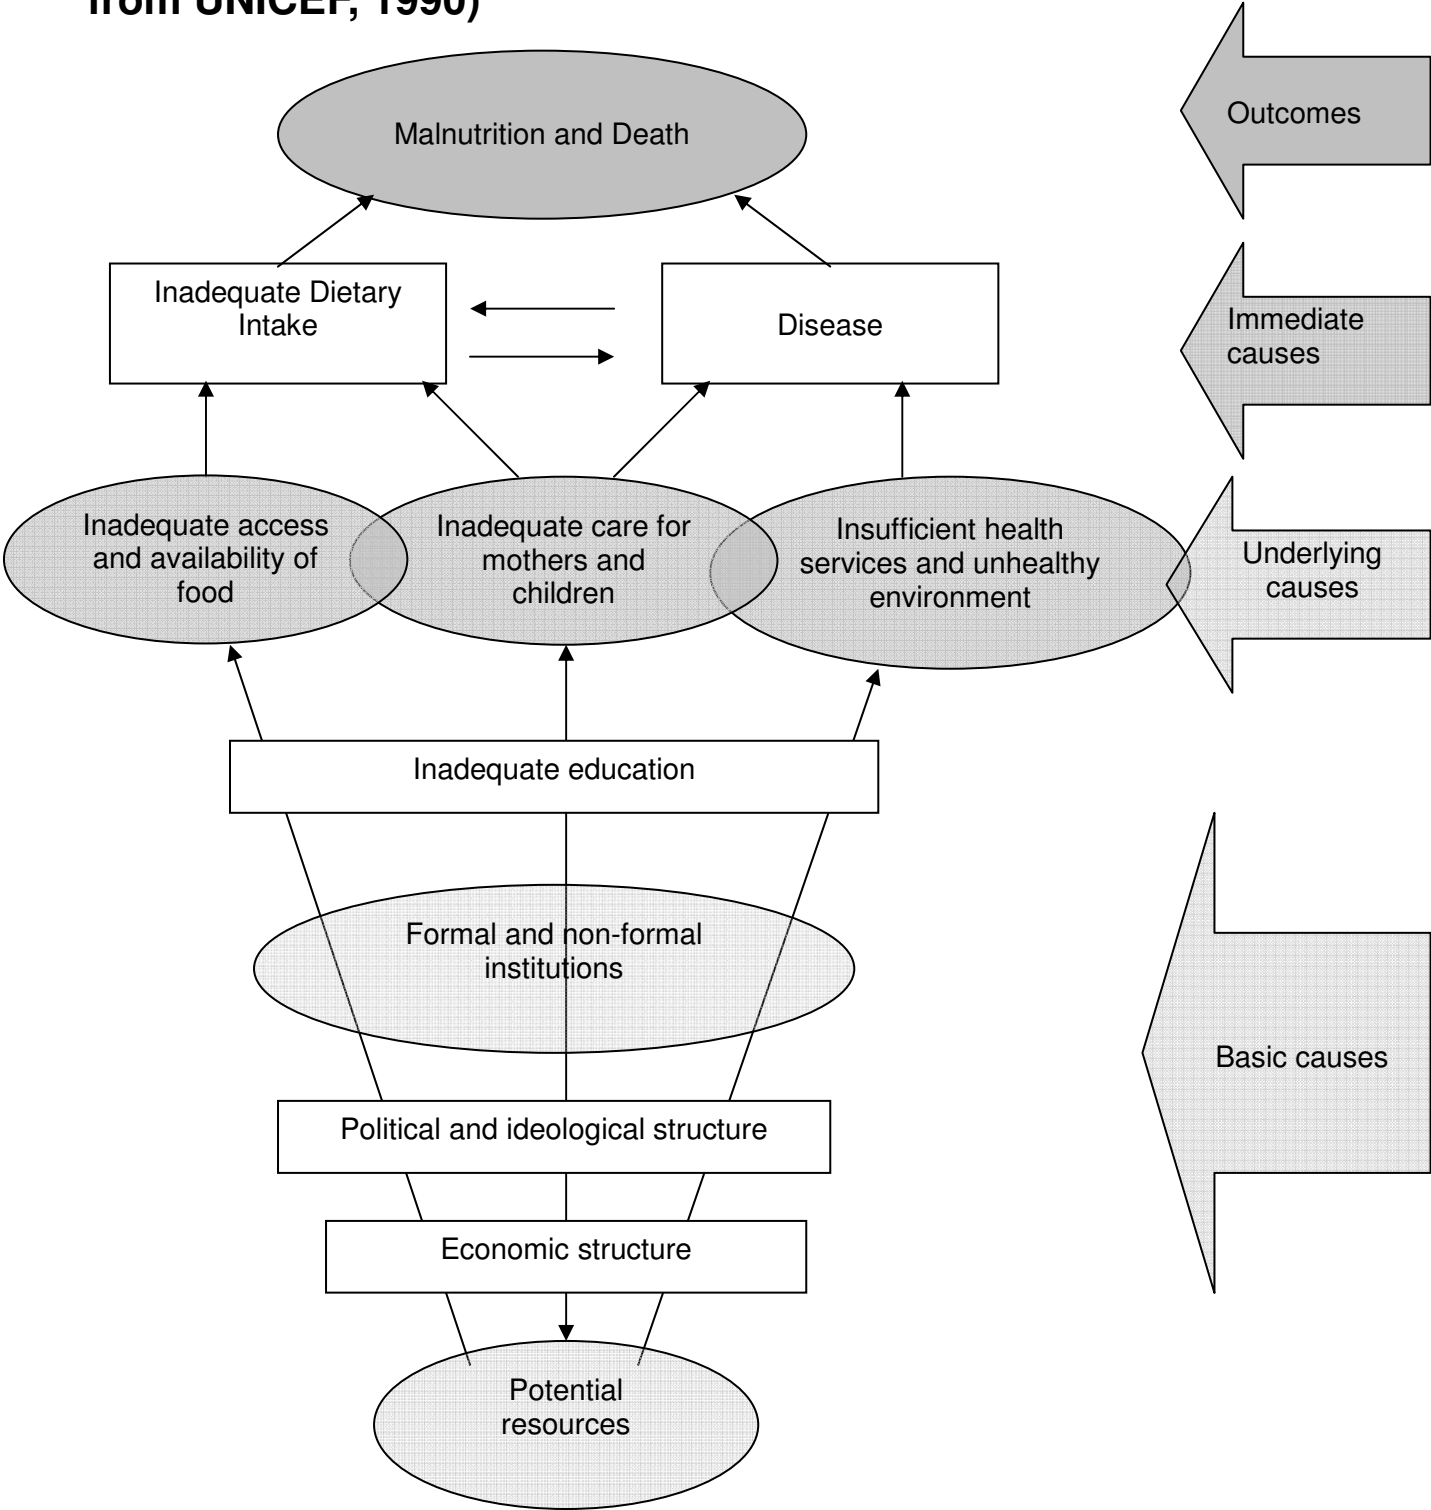 from UNICEF, 1990)
Malnutrition and Death
Outcomes
Inadequate Dietary
Intake
Disease
Immediate
causes
Inadequate access
and availability of
food
Inadequate care for
mothers and
children
Insufficient health
services and unhealthy
environment
Underlying
causes
Inadequate education
Formal and non-formal
institutions
Basic causes
Political and ideological structure
Economic structure
Potential
resources